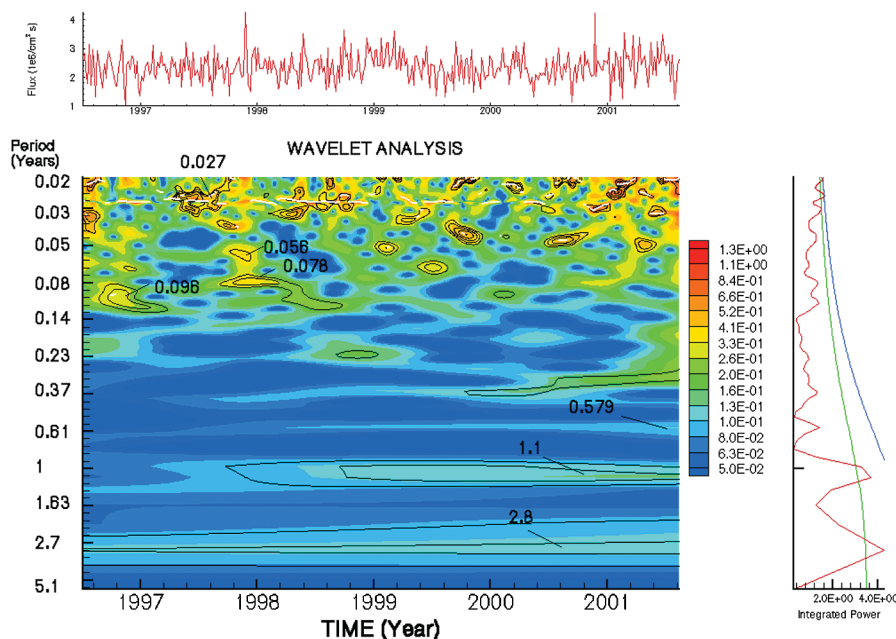 Flux (1e6/cm² s)
4
3
2
1
1997
1998
1999
2000
2001
Period
(Years)
WAVELET ANALYSIS
0.02
0.03
0.05
0.08
0.14
0.23
0.37
0.61
1
1.63
2.7
5.1
0.027
0.056
0.078
0.096
0.579
1.1
2.8
1997
1998
1999
2000
2001
TIME (Year)
1.3E+00
1.1E+00
8.4E-01
6.6E-01
5.2E-01
4.1E-01
3.3E-01
2.6E-01
2.0E-01
1.6E-01
1.3E-01
1.0E-01
8.0E-02
6.3E-02
5.0E-02
2.0E+00 4.0E+00
Integrated Power